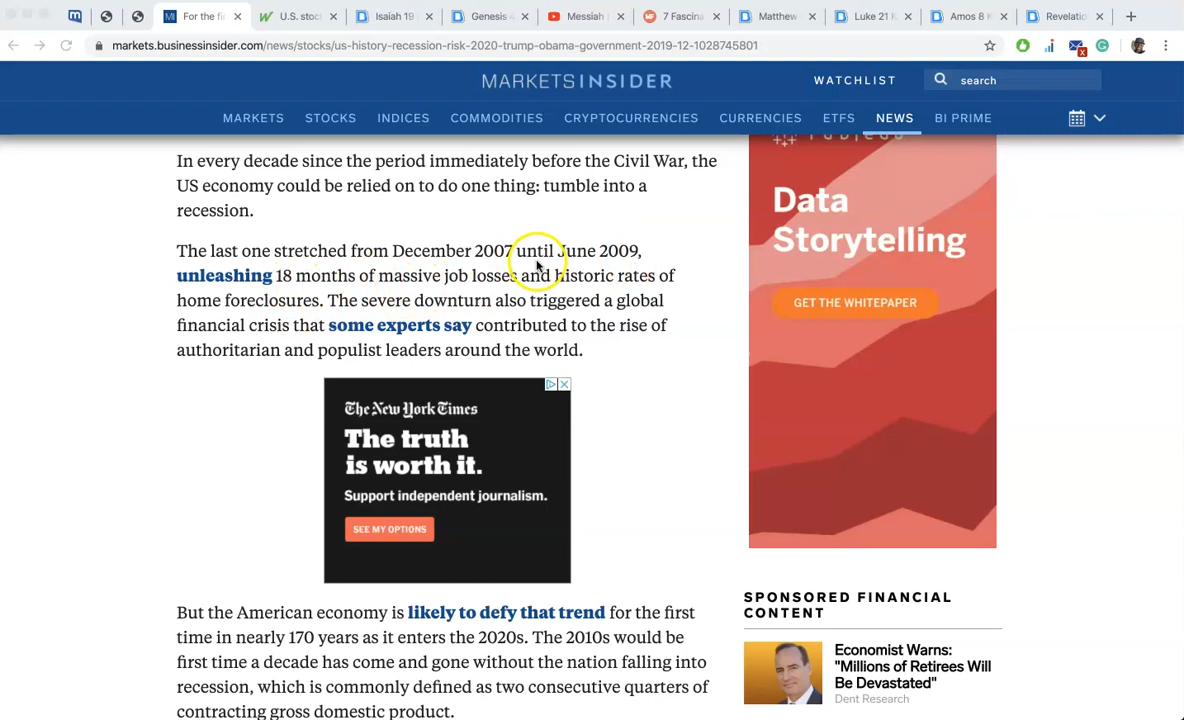 For the fi
U.S. stoc
Isaiah 19
Genesis 4
Messiah
7 Fascina
Matthew
Luke 21 K
Amos 8 K
Revelatio
markets.businessinsider.com/news/stocks/us-history-recession-risk-2020-trump-obama-government-2019-12-1028745801
MARKETS INSIDER
WATCHLIST
search
MARKETS
STOCKS
INDICES
COMMODITIES
CRYPTOCURRENCIES
CURRENCIES
ETFS
NEWS
BI PRIME
In every decade since the period immediately before the Civil War, the
US economy could be relied on to do one thing: tumble into a
recession.
The last one stretched from December 2007 until June 2009,
unleashing 18 months of massive job losses and historic rates of
home foreclosures. The severe downturn also triggered a global
financial crisis that some experts say contributed to the rise of
authoritarian and populist leaders around the world.
The New York Times
The truth
is worth it.
Support independent journalism.
SEE MY OPTIONS
But the American economy is likely to defy that trend for the first
time in nearly 170 years as it enters the 2020s. The 2010s would be
first time a decade has come and gone without the nation falling into
recession, which is commonly defined as two consecutive quarters of
contracting gross domestic product.
Data
Storytelling
GET THE WHITEPAPER
SPONSORED FINANCIAL
CONTENT
Economist Warns:
"Millions of Retirees Will
Be Devastated"
Dent Research